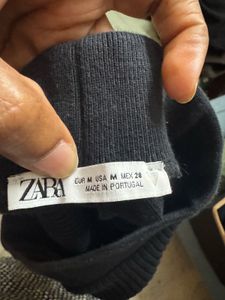 ZARA
EUR M USA M MEX 28
MADE IN PORTUGAL